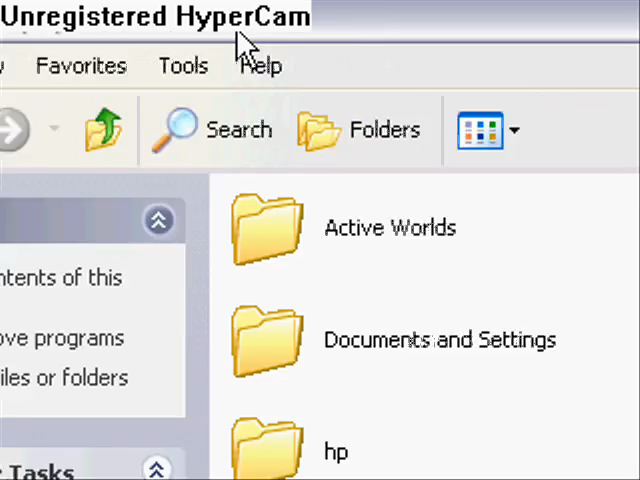 Unregistered HyperCam
Favorites Tools Help
Search Folders
Active Worlds
ntents of this
Documents and Settings
ove programs
iles or folders
hp
Tasks